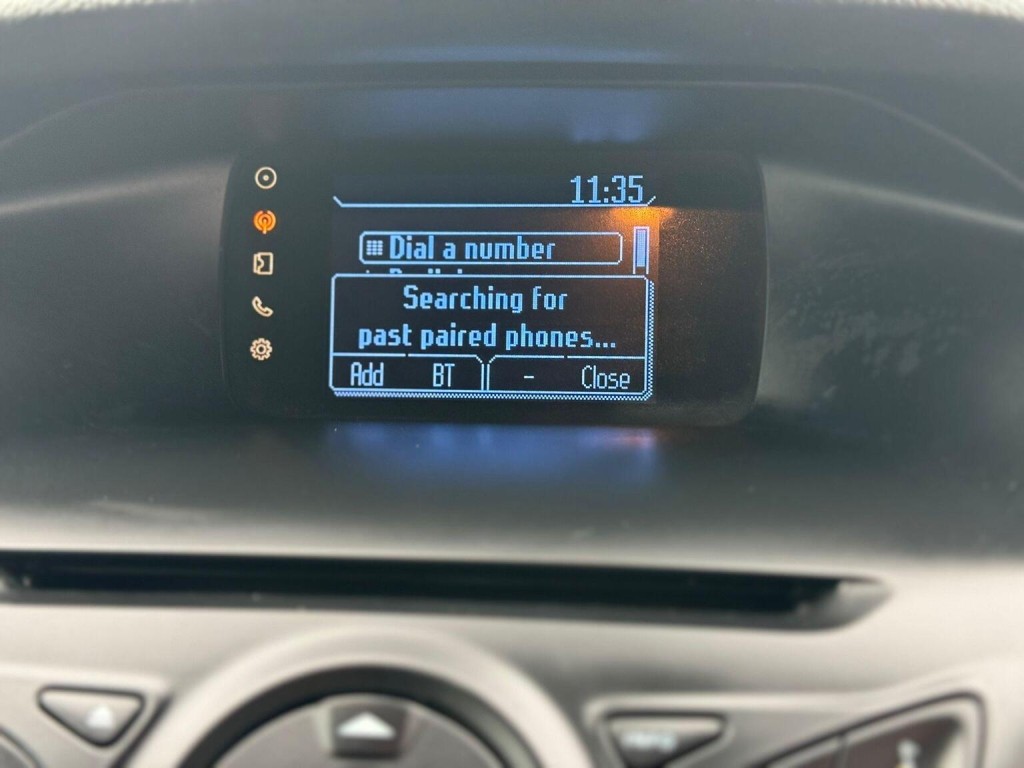 11:35
Dial a number
Searching for
past paired phones...
Add BT - Close